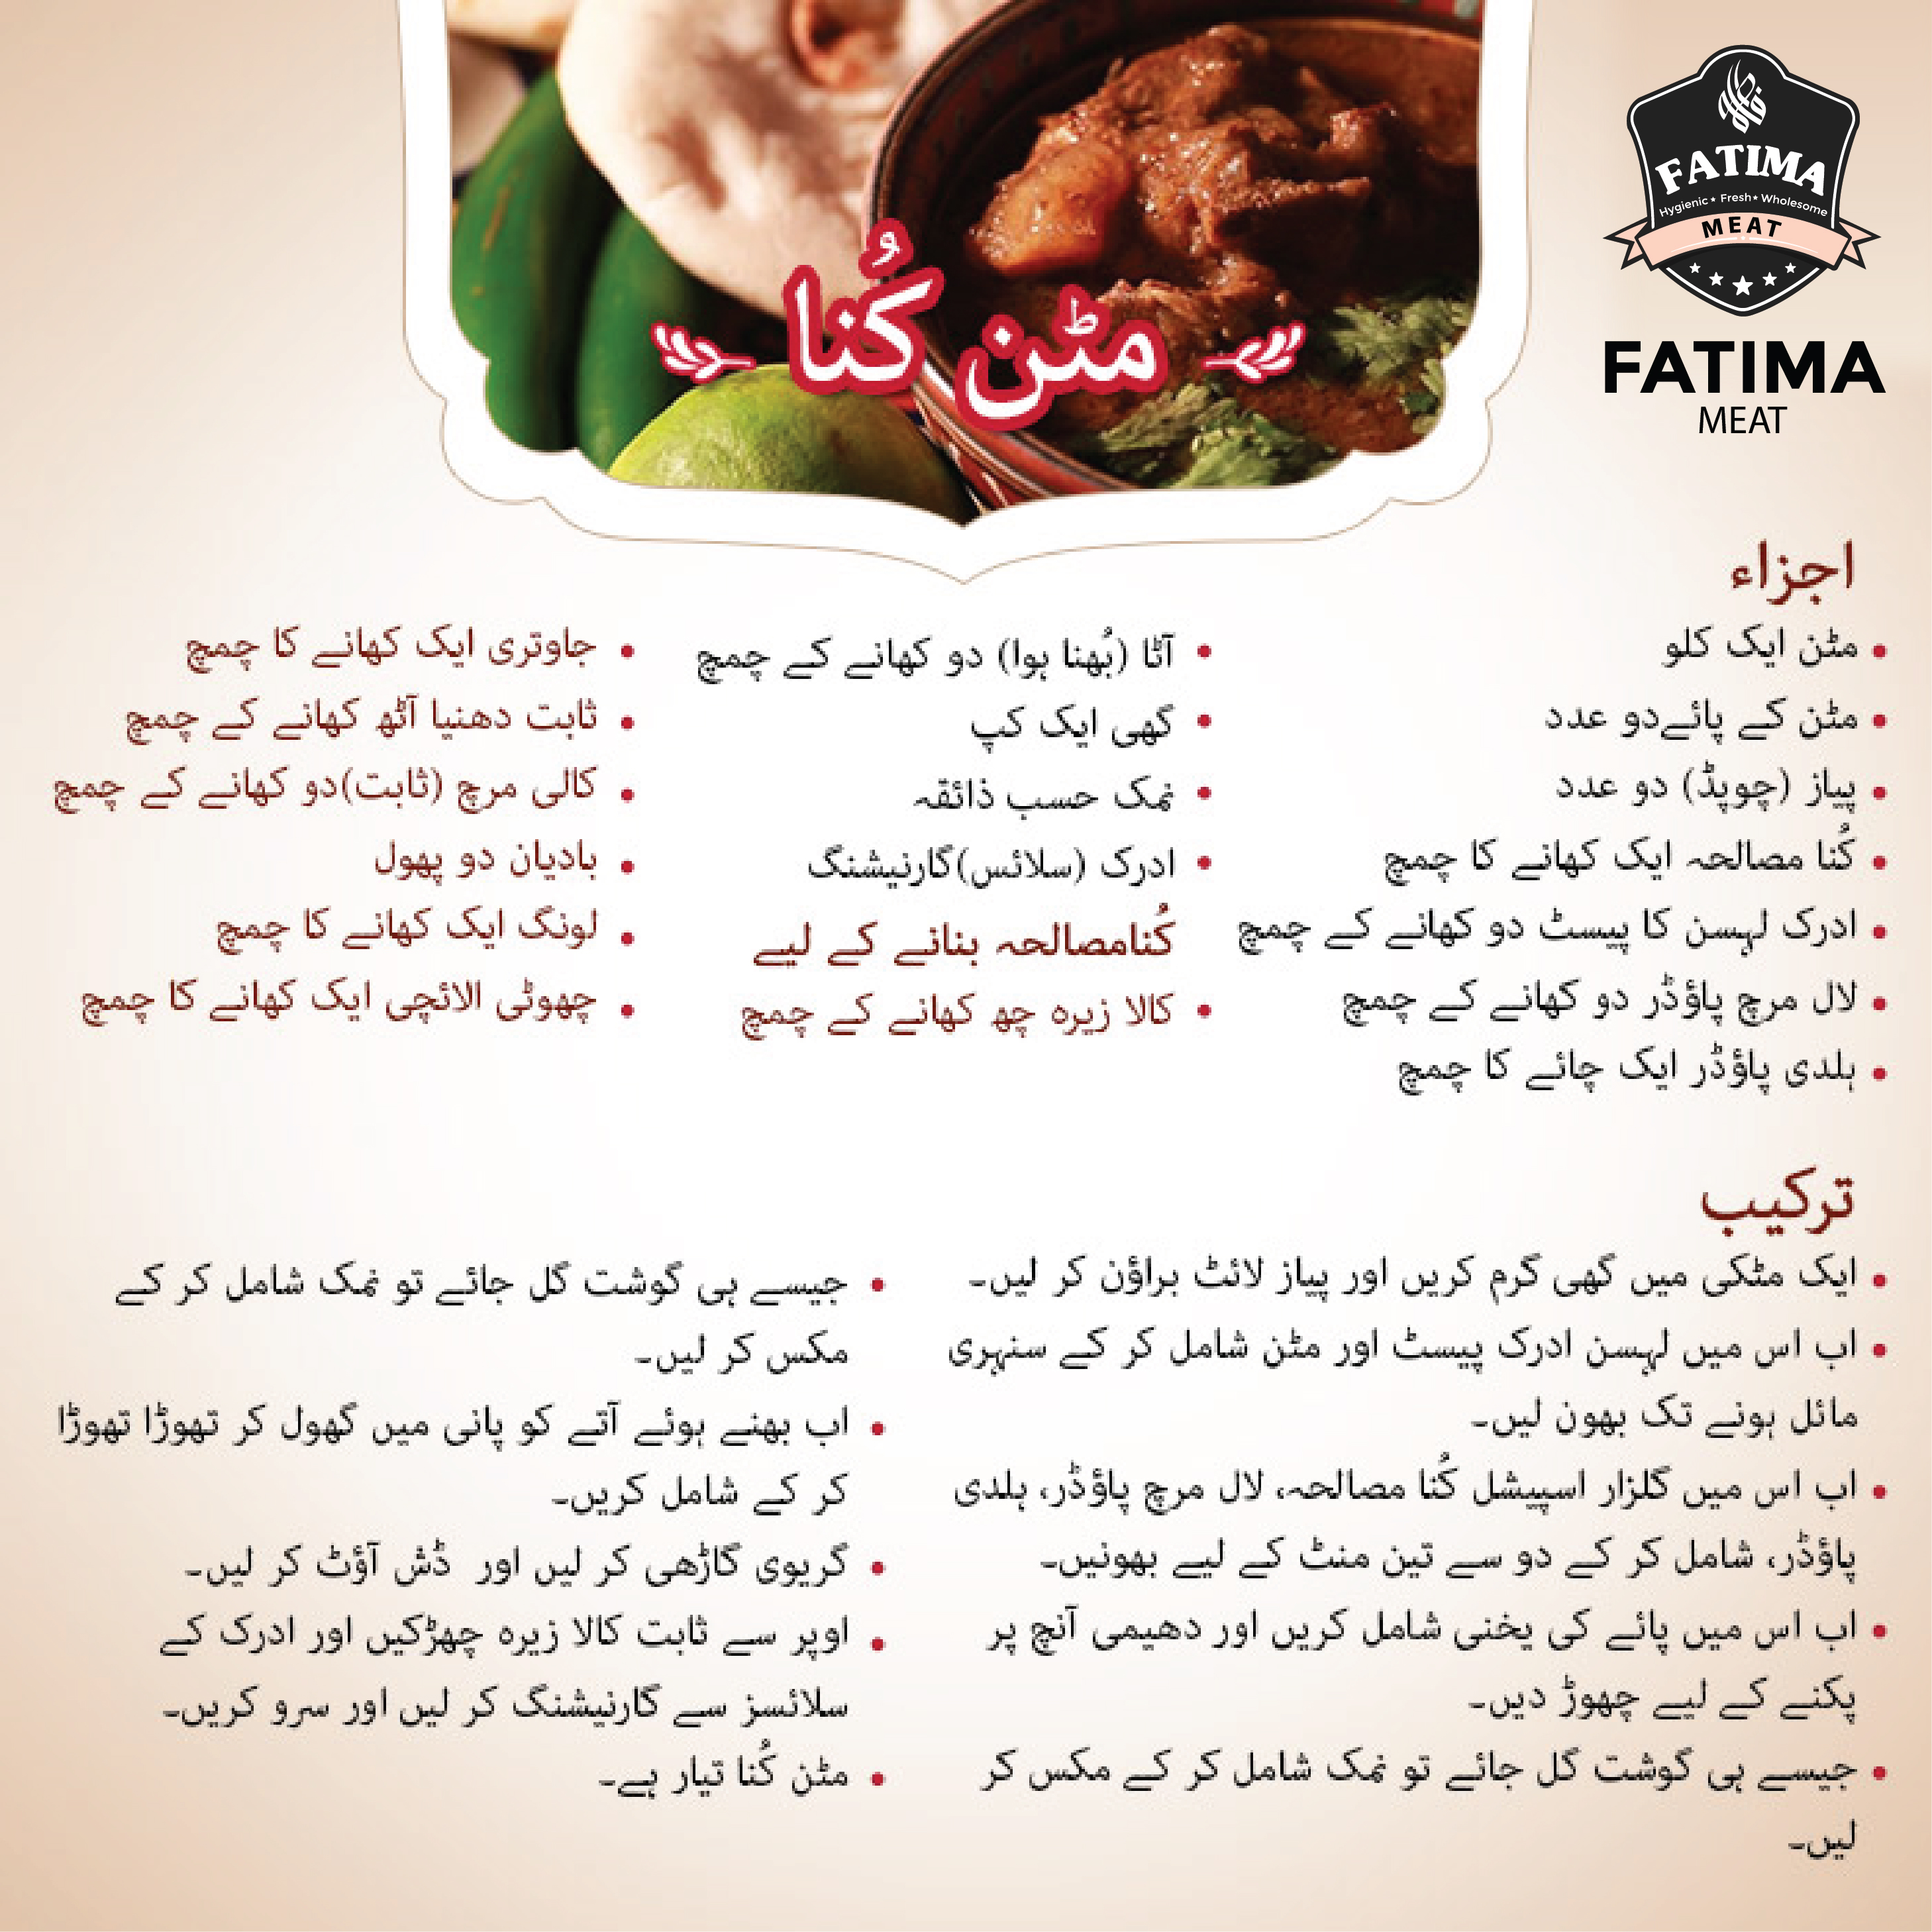 FATIMA
Hygienic ★ Fresh ★ Wholesome
MEAT
FATIMA
MEAT
مٹن کُنا
اجزاء
• مٹن ایک کلو
• مٹن کے پائےدو عدد
• پیاز (چوپڈ) دو عدد
• کُنا مصالحہ ایک کھانے کا چمچ
• ادرک لہسن کا پیسٹ دو کھانے کے چمچ
• لال مرچ پاؤڈر دو کھانے کے چمچ
• ہلدی پاؤڈر ایک چائے کا چمچ
• آٹا (بُھنا ہوا) دو کھانے کے چمچ
• گھی ایک کپ
• نمک حسب ذائقہ
• ادرک (سلائس)گارنیشنگ
کُنامصالحہ بنانے کے لیے
• کالا زیرہ چھ کھانے کے چمچ
• جاوتری ایک کھانے کا چمچ
• ثابت دھنیا آٹھ کھانے کے چمچ
• کالی مرچ (ثابت)دو کھانے کے چمچ
• بادیان دو پھول
• لونگ ایک کھانے کا چمچ
• چھوٹی الائچی ایک کھانے کا چمچ
ترکیب
• ایک مٹکی میں گھی گرم کریں اور پیاز لائٹ براؤن کر لیں۔
• اب اس میں لہسن ادرک پیسٹ اور مٹن شامل کر کے سنہری
مائل ہونے تک بھون لیں۔
• اب اس میں گلزار اسپیشل کُنا مصالحہ، لال مرچ پاؤڈر، ہلدی
پاؤڈر، شامل کر کے دو سے تین منٹ کے لیے بھونیں۔
• اب اس میں پائے کی یخنی شامل کریں اور دھیمی آنچ پر
پکنے کے لیے چھوڑ دیں۔
• جیسے ہی گوشت گل جائے تو نمک شامل کر کے مکس کر
لیں۔
• جیسے ہی گوشت گل جائے تو نمک شامل کر کے
مکس کر لیں۔
• اب بھنے ہوئے آتے کو پانی میں گھول کر تھوڑا تھوڑا
کر کے شامل کریں۔
• گریوی گاڑھی کر لیں اور ڈش آؤٹ کر لیں۔
• اوپر سے ثابت کالا زیرہ چھڑکیں اور ادرک کے
سلائسز سے گارنیشنگ کر لیں اور سرو کریں۔
• مٹن کُنا تیار ہے۔